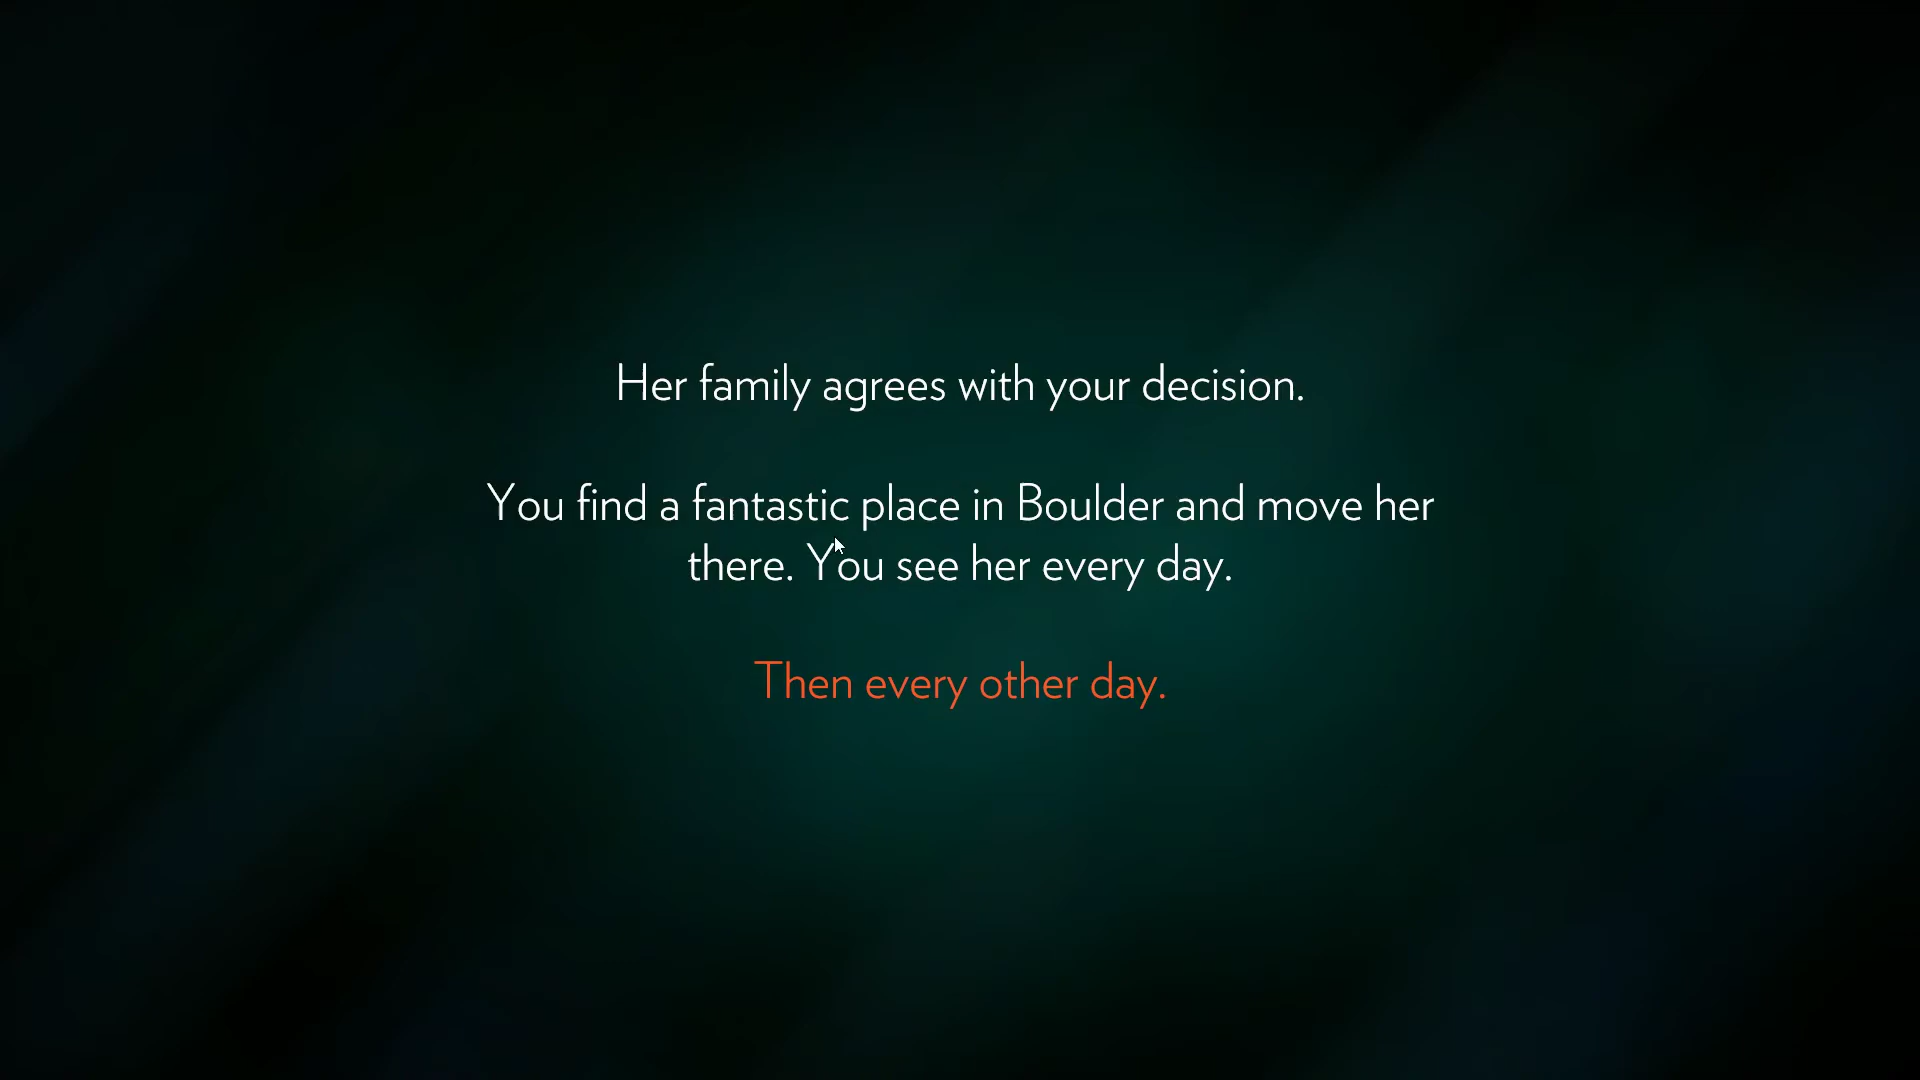 Her family agrees with your decision.
You find a fantastic place in Boulder and move her
there. You see her every day.
Then every other day.